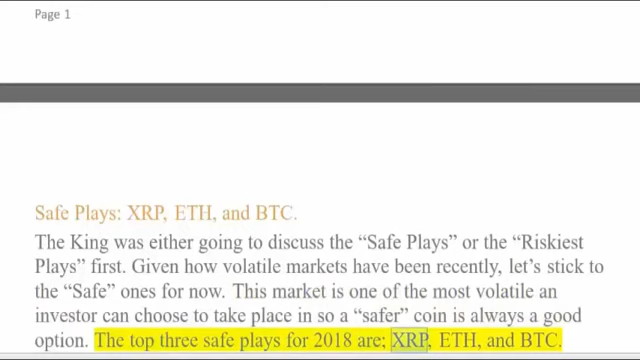 Page 1
Safe Plays: XRP, ETH, and BTC.
The King was either going to discuss the “Safe Plays” or the “Riskiest
Plays” first. Given how volatile markets have been recently, let’s stick to
the “Safe” ones for now. This market is one of the most volatile an
investor can choose to take place in so a “safer” coin is always a good
option. The top three safe plays for 2018 are; XRP, ETH, and BTC.